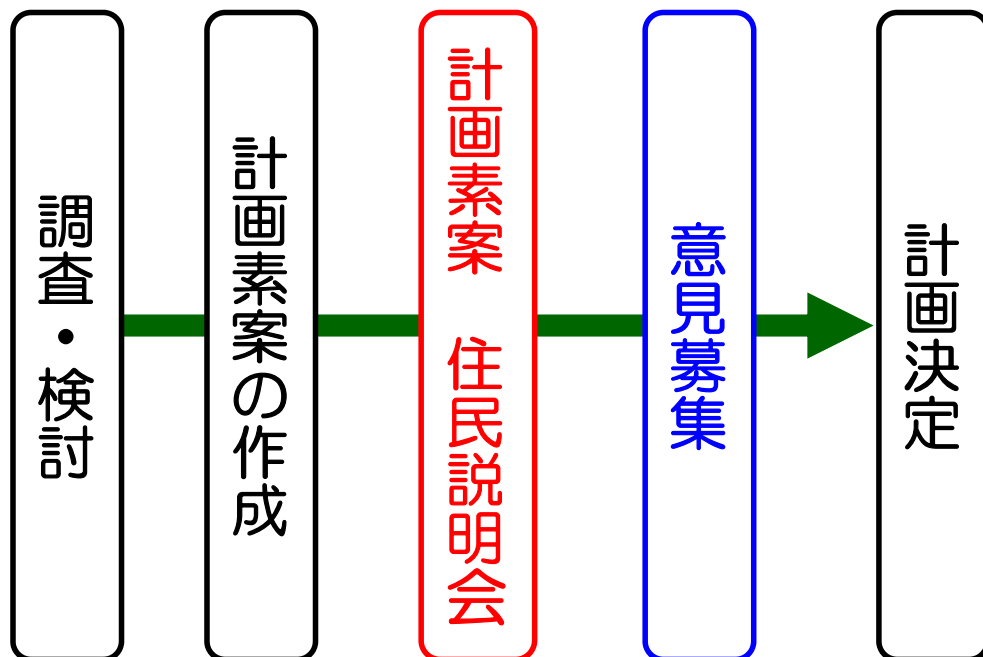 調査・検討
計画素案の作成
計画素案　住民説明会
意見募集
計画決定